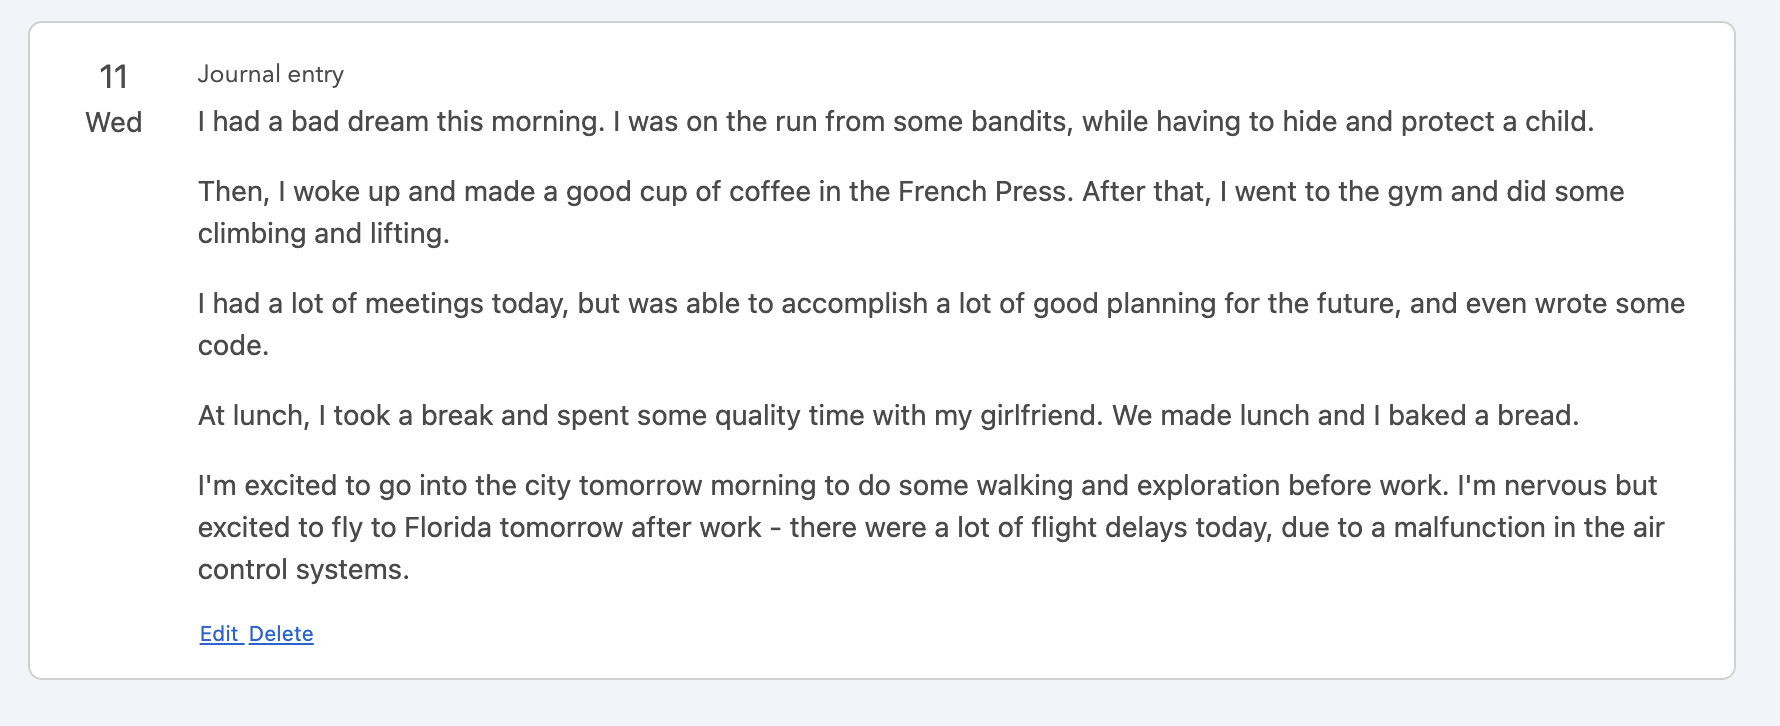 11
Wed
Journal entry
I had a bad dream this morning. I was on the run from some bandits, while having to hide and protect a child.
Then, I woke up and made a good cup of coffee in the French Press. After that, I went to the gym and did some
climbing and lifting.
I had a lot of meetings today, but was able to accomplish a lot of good planning for the future, and even wrote some
code.
At lunch, I took a break and spent some quality time with my girlfriend. We made lunch and I baked a bread.
I'm excited to go into the city tomorrow morning to do some walking and exploration before work. I'm nervous but
excited to fly to Florida tomorrow after work - there were a lot of flight delays today, due to a malfunction in the air
control systems.
Edit Delete